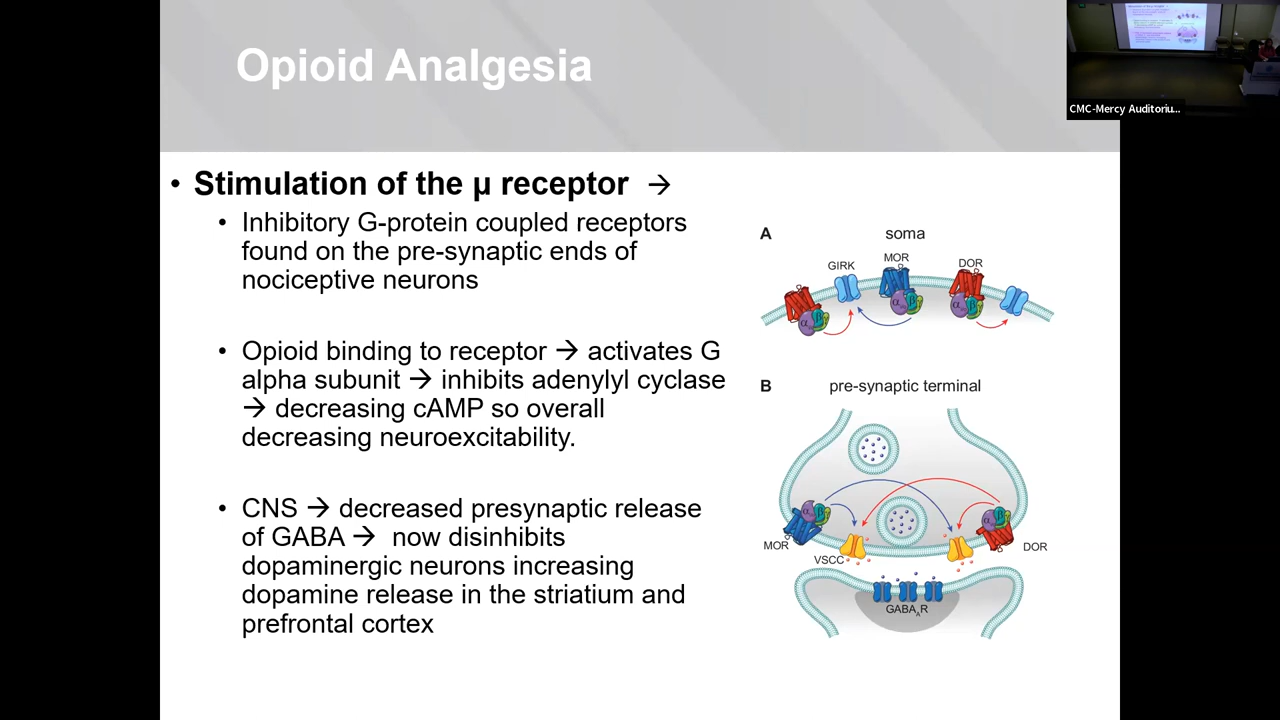 Opioid Analgesia
CMC-Mercy Auditoriu...
• Stimulation of the μ receptor →
• Inhibitory G-protein coupled receptors
found on the pre-synaptic ends of
nociceptive neurons
• Opioid binding to receptor → activates G
alpha subunit → inhibits adenylyl cyclase
→ decreasing cAMP so overall
decreasing neuroexcitability.
• CNS → decreased presynaptic release
of GABA → now disinhibits
dopaminergic neurons increasing
dopamine release in the striatium and
prefrontal cortex
A soma
GIRK MOR DOR
B pre-synaptic terminal
MOR VSCC DOR
GABAAR